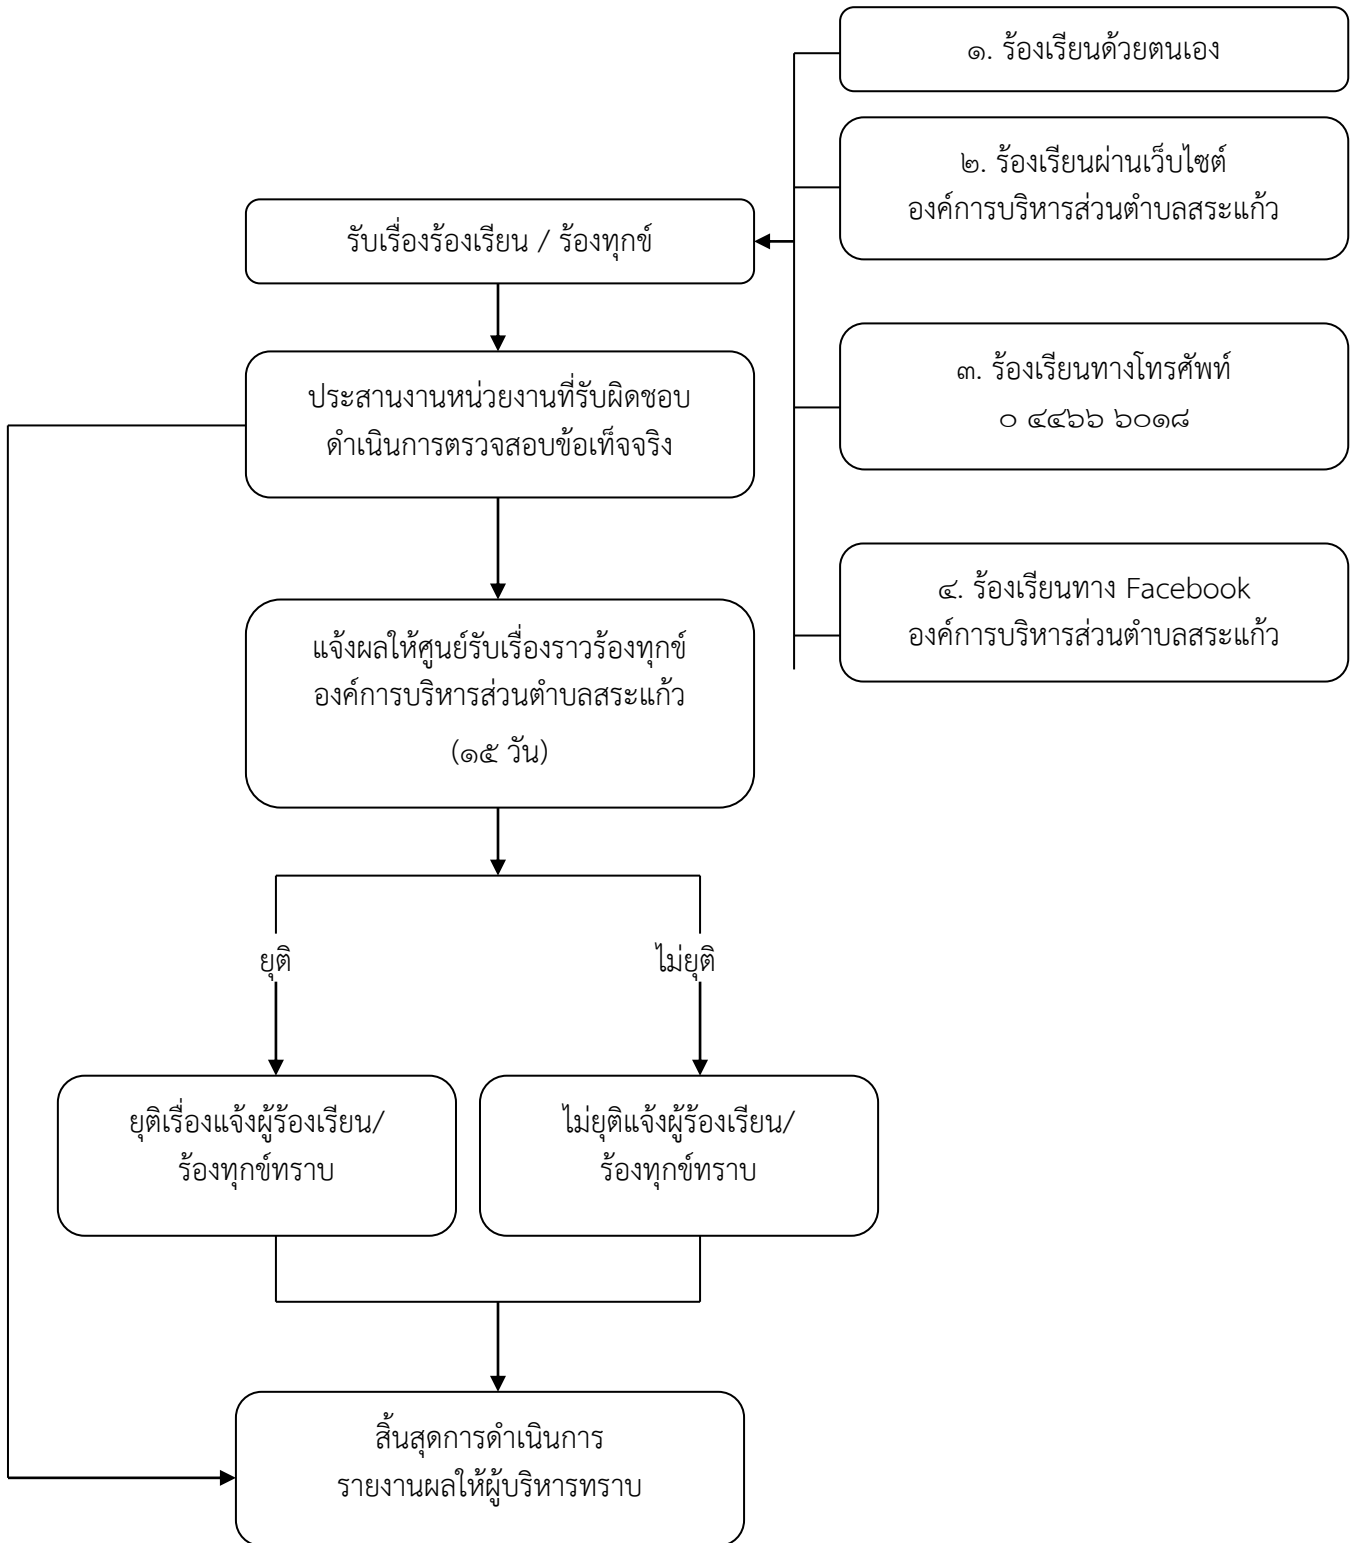 ๑. ร้องเรียนด้วยตนเอง
๒. ร้องเรียนผ่านเว็บไซต์
องค์การบริหารส่วนตำบลสระแก้ว
รับเรื่องร้องเรียน / ร้องทุกข์
๓. ร้องเรียนทางโทรศัพท์
๐ ๔๔๖๖ ๖๐๑๘
ประสานงานหน่วยงานที่รับผิดชอบ
ดำเนินการตรวจสอบข้อเท็จจริง
๔. ร้องเรียนทาง Facebook
องค์การบริหารส่วนตำบลสระแก้ว
แจ้งผลให้ศูนย์รับเรื่องราวร้องทุกข์
องค์การบริหารส่วนตำบลสระแก้ว
(๑๕ วัน)
ยุติ
ไม่ยุติ
ยุติเรื่องแจ้งผู้ร้องเรียน/
ร้องทุกข์ทราบ
ไม่ยุติแจ้งผู้ร้องเรียน/
ร้องทุกข์ทราบ
สิ้นสุดการดำเนินการ
รายงานผลให้ผู้บริหารทราบ